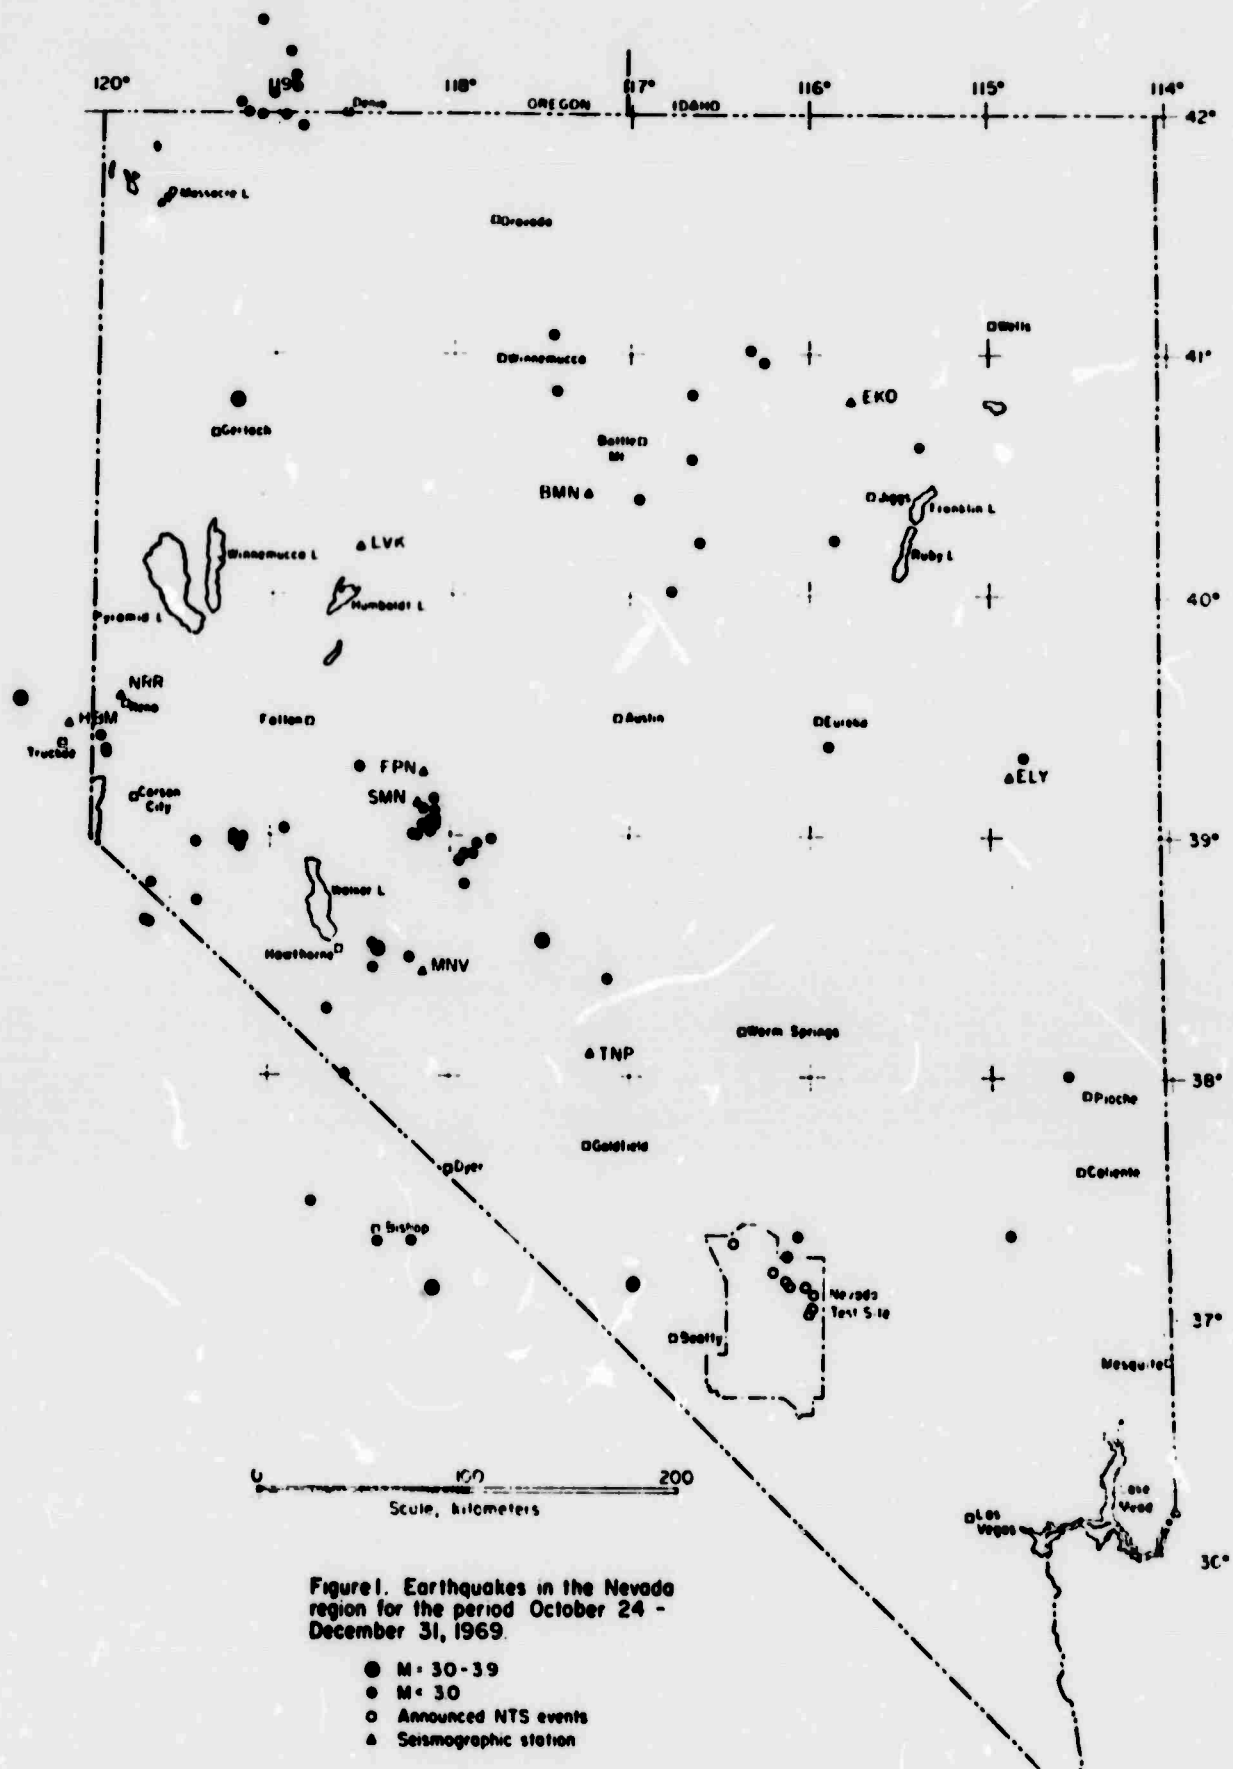 120°
119°
118°
117°
116°
115°
114°
Denio
OREGON
IDAHO
42°
Massacre L
Orovada
Wells
Winnemucca
41°
EKO
Gerlach
Battle
Mt
BMN
Jiggs
Franklin L
LVK
Winnemucca L
Ruby L
Humboldt L
40°
Pyramid L
NRR
Reno
Fallon
Austin
Eureka
Truckee
FPN
ELY
SMN
Carson
City
39°
Walker L
Hawthorne
MNV
Warm Springs
TNP
38°
Pioche
Goldfield
Dyer
Caliente
Bishop
Nevada
Test Site
37°
Beatty
Mesquite
0
100
200
Scale, kilometers
Lake
Mead
Las
Vegas
36°
Figure 1. Earthquakes in the Nevada
region for the period October 24 -
December 31, 1969.
M = 3.0 - 3.9
M < 3.0
Announced NTS events
Seismographic station